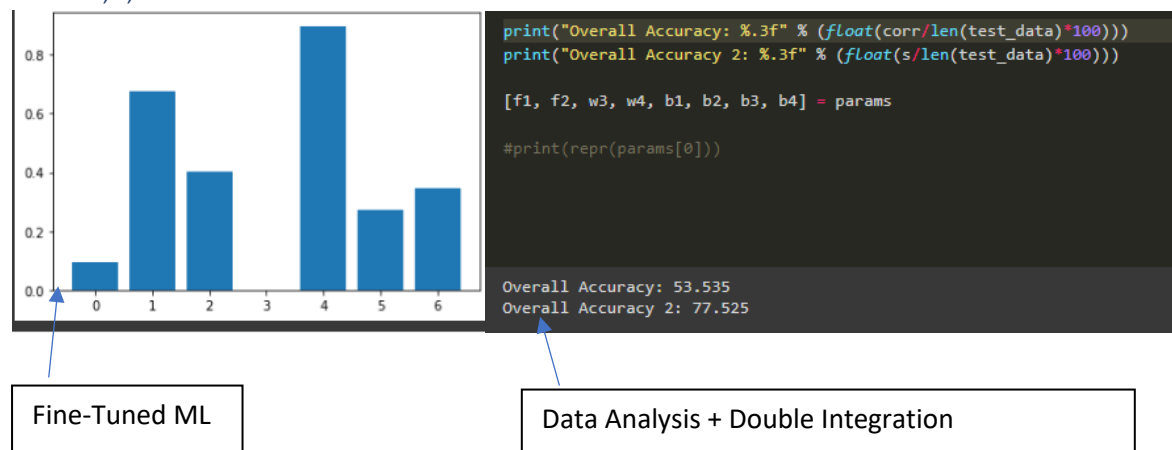 0.8
0.6
0.4
0.2
0.0
0 1 2 3 4 5 6
print("Overall Accuracy: %.3f" % (float(corr/len(test_data)*100)))
print("Overall Accuracy 2: %.3f" % (float(s/len(test_data)*100)))
[f1, f2, w3, w4, b1, b2, b3, b4] = params
#print(repr(params[0]))
Overall Accuracy: 53.535
Overall Accuracy 2: 77.525
Fine-Tuned ML
Data Analysis + Double Integration